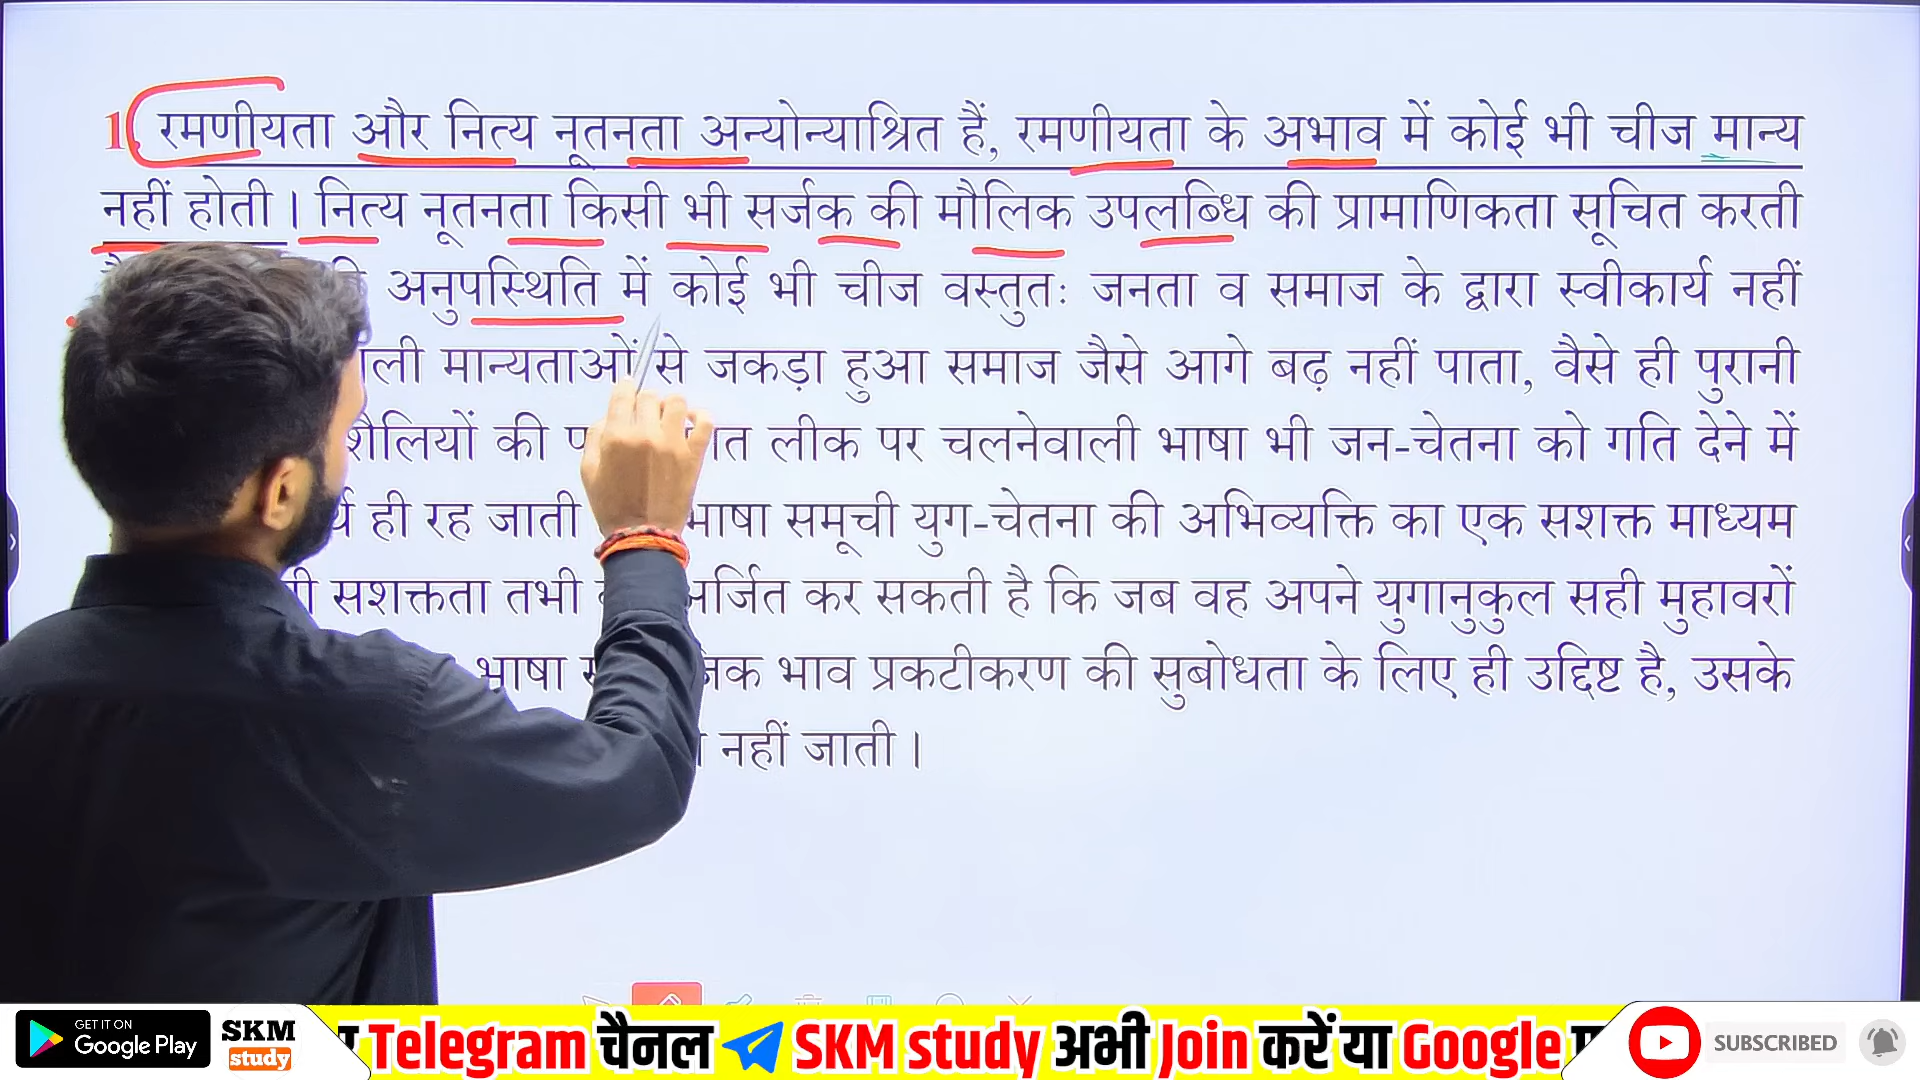 1. रमणीयता और नित्य नूतनता अन्योन्याश्रित हैं, रमणीयता के अभाव में कोई भी चीज मान्य
नहीं होती। नित्य नूतनता किसी भी सर्जक की मौलिक उपलब्धि की प्रामाणिकता सूचित करती
अनुपस्थिति में कोई भी चीज वस्तुतः जनता व समाज के द्वारा स्वीकार्य नहीं
मान्यताओं से जकड़ा हुआ समाज जैसे आगे बढ़ नहीं पाता, वैसे ही पुरानी
शैलियों की लीक पर चलनेवाली भाषा भी जन-चेतना को गति देने में
ही रह जाती भाषा समूची युग-चेतना की अभिव्यक्ति का एक सशक्त माध्यम
सशक्तता तभी अर्जित कर सकती है कि जब वह अपने युगानुकुल सही मुहावरों
भाषा भाव प्रकटीकरण की सुबोधता के लिए ही उद्दिष्ट है, उसके
नहीं जाती।
GET IT ON
Google Play
SKM
study
Telegram चैनल SKM study अभी Join करें या Google
SUBSCRIBED